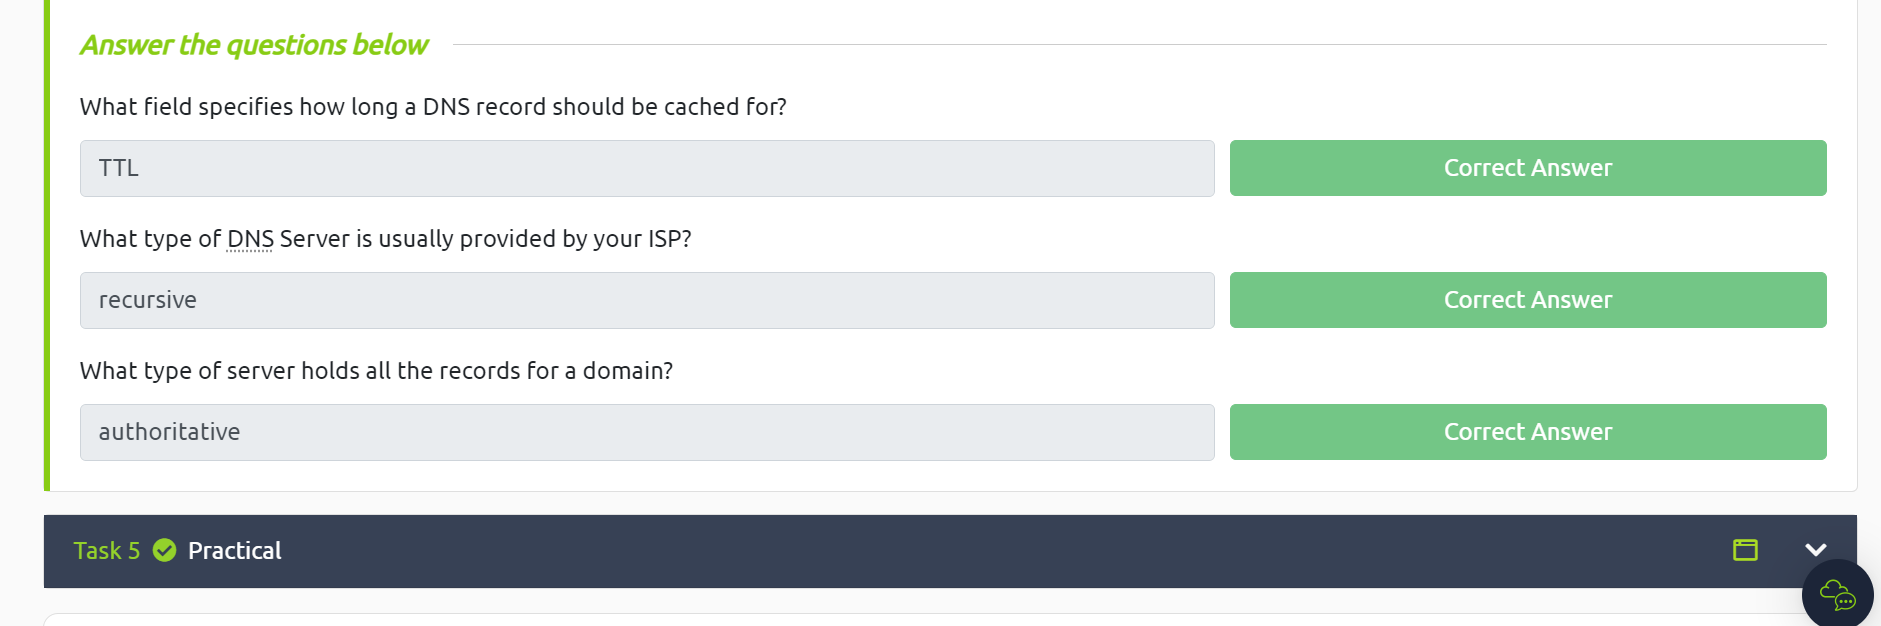 Answer the questions below
What field specifies how long a DNS record should be cached for?
TTL
Correct Answer
What type of DNS Server is usually provided by your ISP?
recursive
Correct Answer
What type of server holds all the records for a domain?
authoritative
Correct Answer
Task 5 Practical